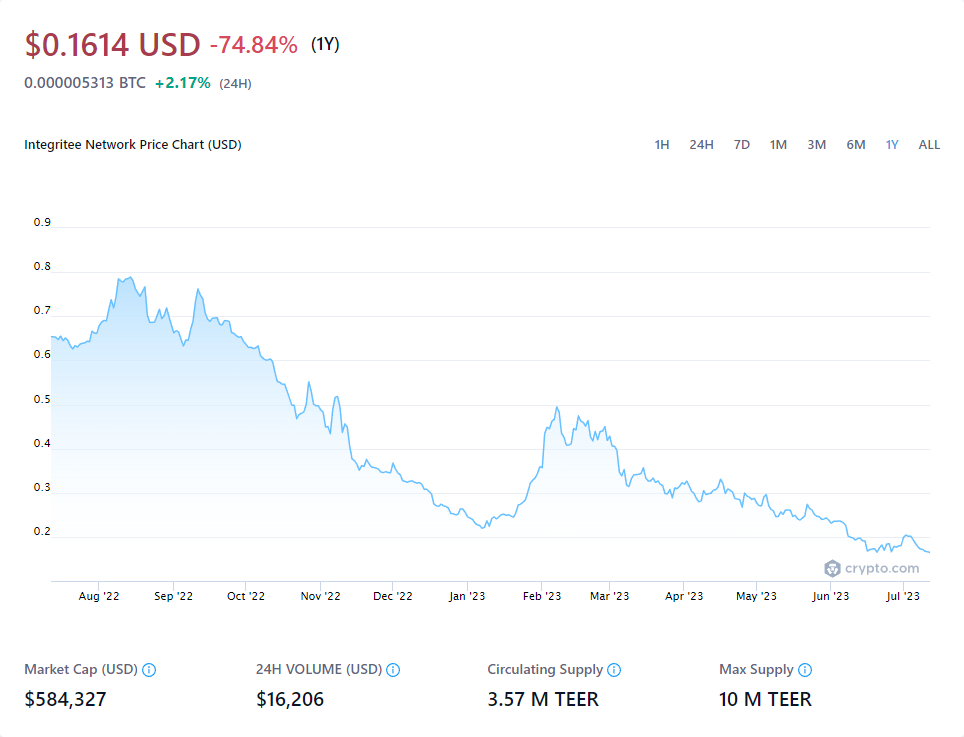 $0.1614 USD -74.84% (1Y)
0.000005313 BTC +2.17% (24H)
Integritee Network Price Chart (USD) 1H 24H 7D 1M 3M 6M 1Y ALL
0.9
0.8
0.7
0.6
0.5
0.4
0.3
0.2
crypto.com
Aug '22 Sep '22 Oct '22 Nov '22 Dec '22 Jan '23 Feb '23 Mar '23 Apr '23 May '23 Jun '23 Jul '23
Market Cap (USD) 24H VOLUME (USD) Circulating Supply Max Supply
$584,327 $16,206 3.57 M TEER 10 M TEER